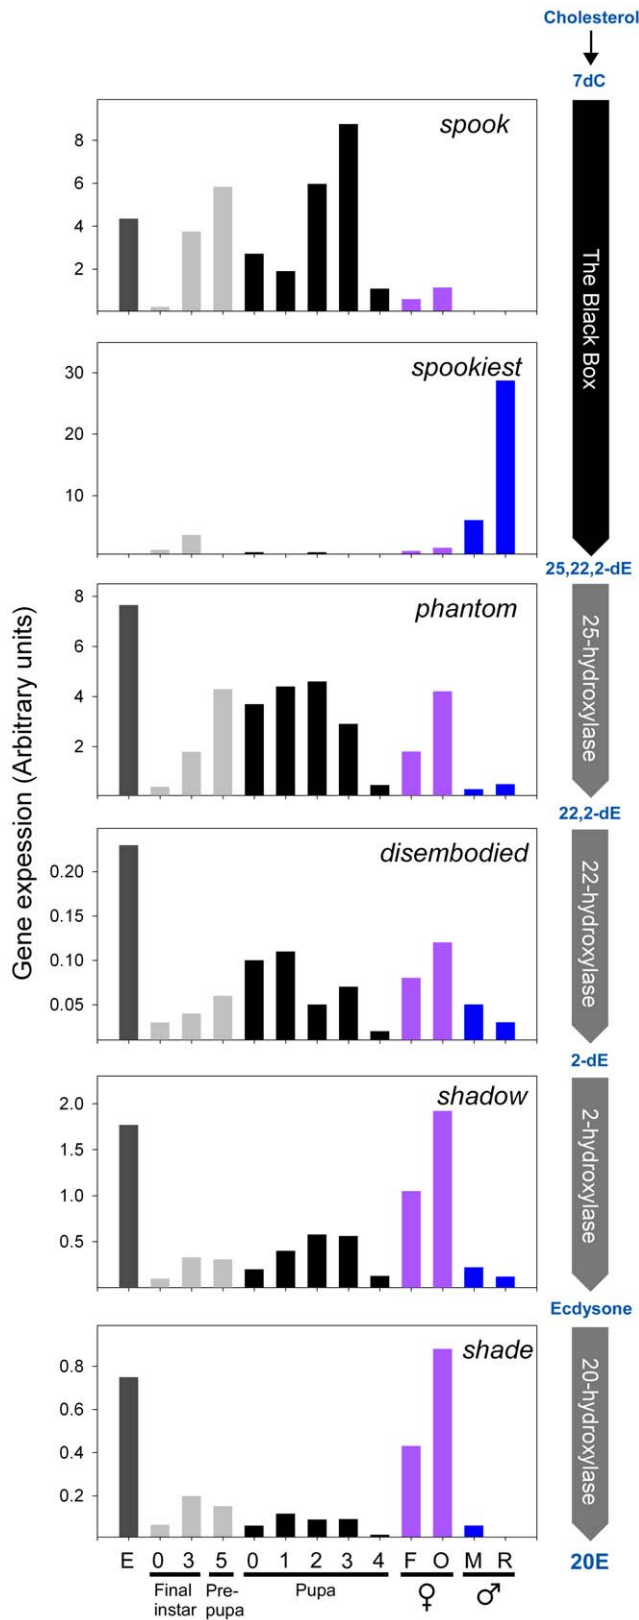 Cholesterol
7dC
spook
8
6
4
2
The Black Box
spookiest
30
20
10
25,22,2-dE
Gene expession (Arbitrary units)
phantom
8
6
4
2
25-hydroxylase
22,2-dE
disembodied
0.20
0.15
0.10
0.05
22-hydroxylase
2-dE
shadow
2.0
1.5
1.0
0.5
2-hydroxylase
Ecdysone
shade
0.8
0.6
0.4
0.2
20-hydroxylase
E 0 3 5 0 1 2 3 4 F O M R
20E
Final instar
Pre-pupa
Pupa
♀
♂